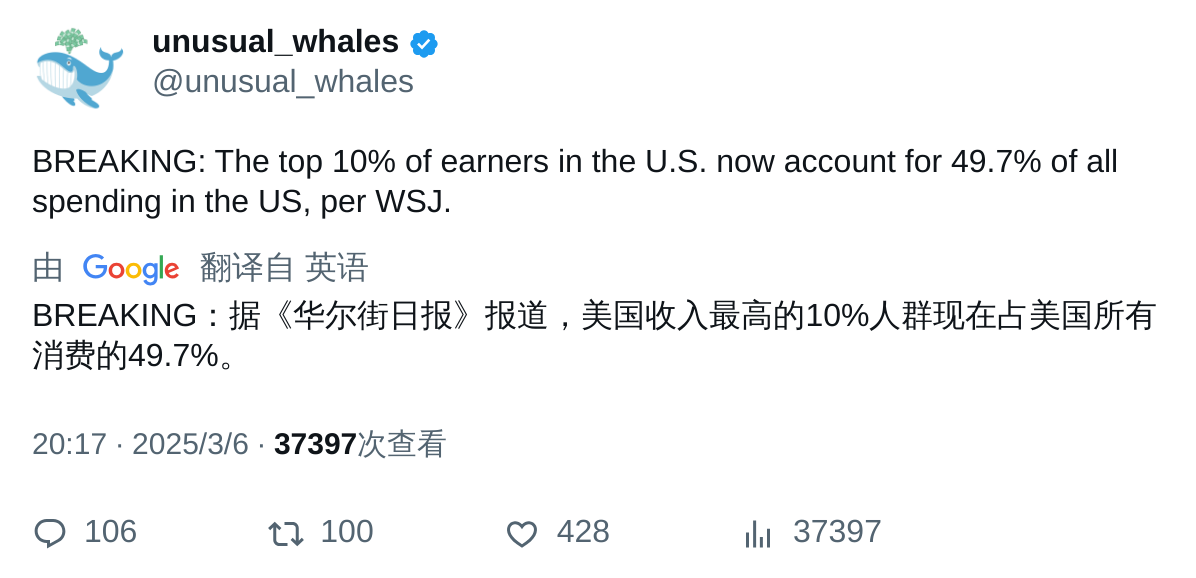 unusual_whales
@unusual_whales
BREAKING: The top 10% of earners in the U.S. now account for 49.7% of all
spending in the US, per WSJ.
由 Google 翻译自 英语
BREAKING：据《华尔街日报》报道，美国收入最高的10%人群现在占美国所有
消费的49.7%。
20:17 · 2025/3/6 · 37397次查看
106 100 428 37397